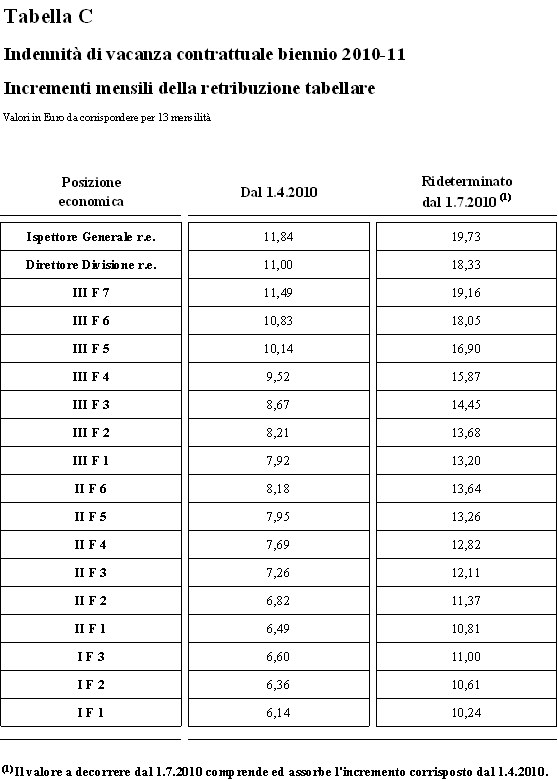 Tabella C
Indennità di vacanza contrattuale biennio 2010-11
Incrementi mensili della retribuzione tabellare
Valori in Euro da corrispondere per 13 mensilità
Posizione economica Dal 1.4.2010 Rideterminato dal 1.7.2010 (1)
Ispettore Generale r.e. 11,84 19,73
Direttore Divisione r.e. 11,00 18,33
III F 7 11,49 19,16
III F 6 10,83 18,05
III F 5 10,14 16,90
III F 4 9,52 15,87
III F 3 8,67 14,45
III F 2 8,21 13,68
III F 1 7,92 13,20
II F 6 8,18 13,64
II F 5 7,95 13,26
II F 4 7,69 12,82
II F 3 7,26 12,11
II F 2 6,82 11,37
II F 1 6,49 10,81
I F 3 6,60 11,00
I F 2 6,36 10,61
I F 1 6,14 10,24
(1) Il valore a decorrere dal 1.7.2010 comprende ed assorbe l'incremento corrisposto dal 1.4.2010.